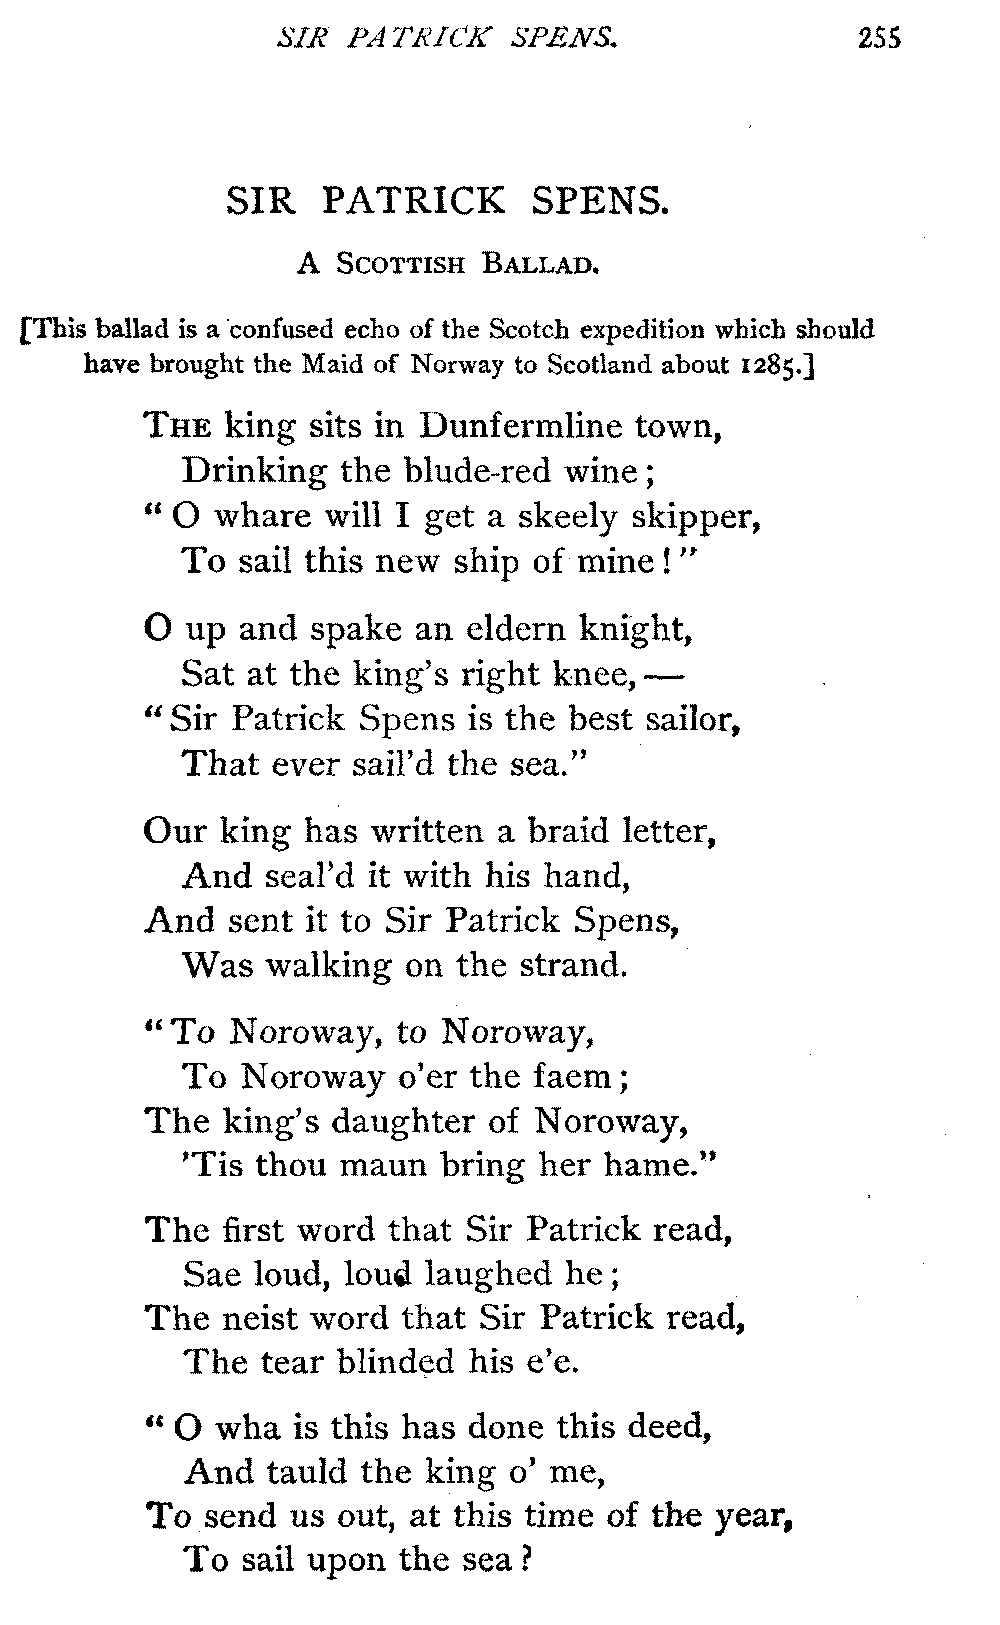 SIR PATRICK SPENS. 255
SIR PATRICK SPENS.
A SCOTTISH BALLAD.
[This ballad is a confused echo of the Scotch expedition which should
have brought the Maid of Norway to Scotland about 1285.]
THE king sits in Dunfermline town,
Drinking the blude-red wine;
“ O whare will I get a skeely skipper,
To sail this new ship of mine!”
O up and spake an eldern knight,
Sat at the king’s right knee,—
“Sir Patrick Spens is the best sailor,
That ever sail’d the sea.”
Our king has written a braid letter,
And seal’d it with his hand,
And sent it to Sir Patrick Spens,
Was walking on the strand.
“To Noroway, to Noroway,
To Noroway o’er the faem;
The king’s daughter of Noroway,
’Tis thou maun bring her hame.”
The first word that Sir Patrick read,
Sae loud, loud laughed he;
The neist word that Sir Patrick read,
The tear blinded his e’e.
“ O wha is this has done this deed,
And tauld the king o’ me,
To send us out, at this time of the year,
To sail upon the sea?